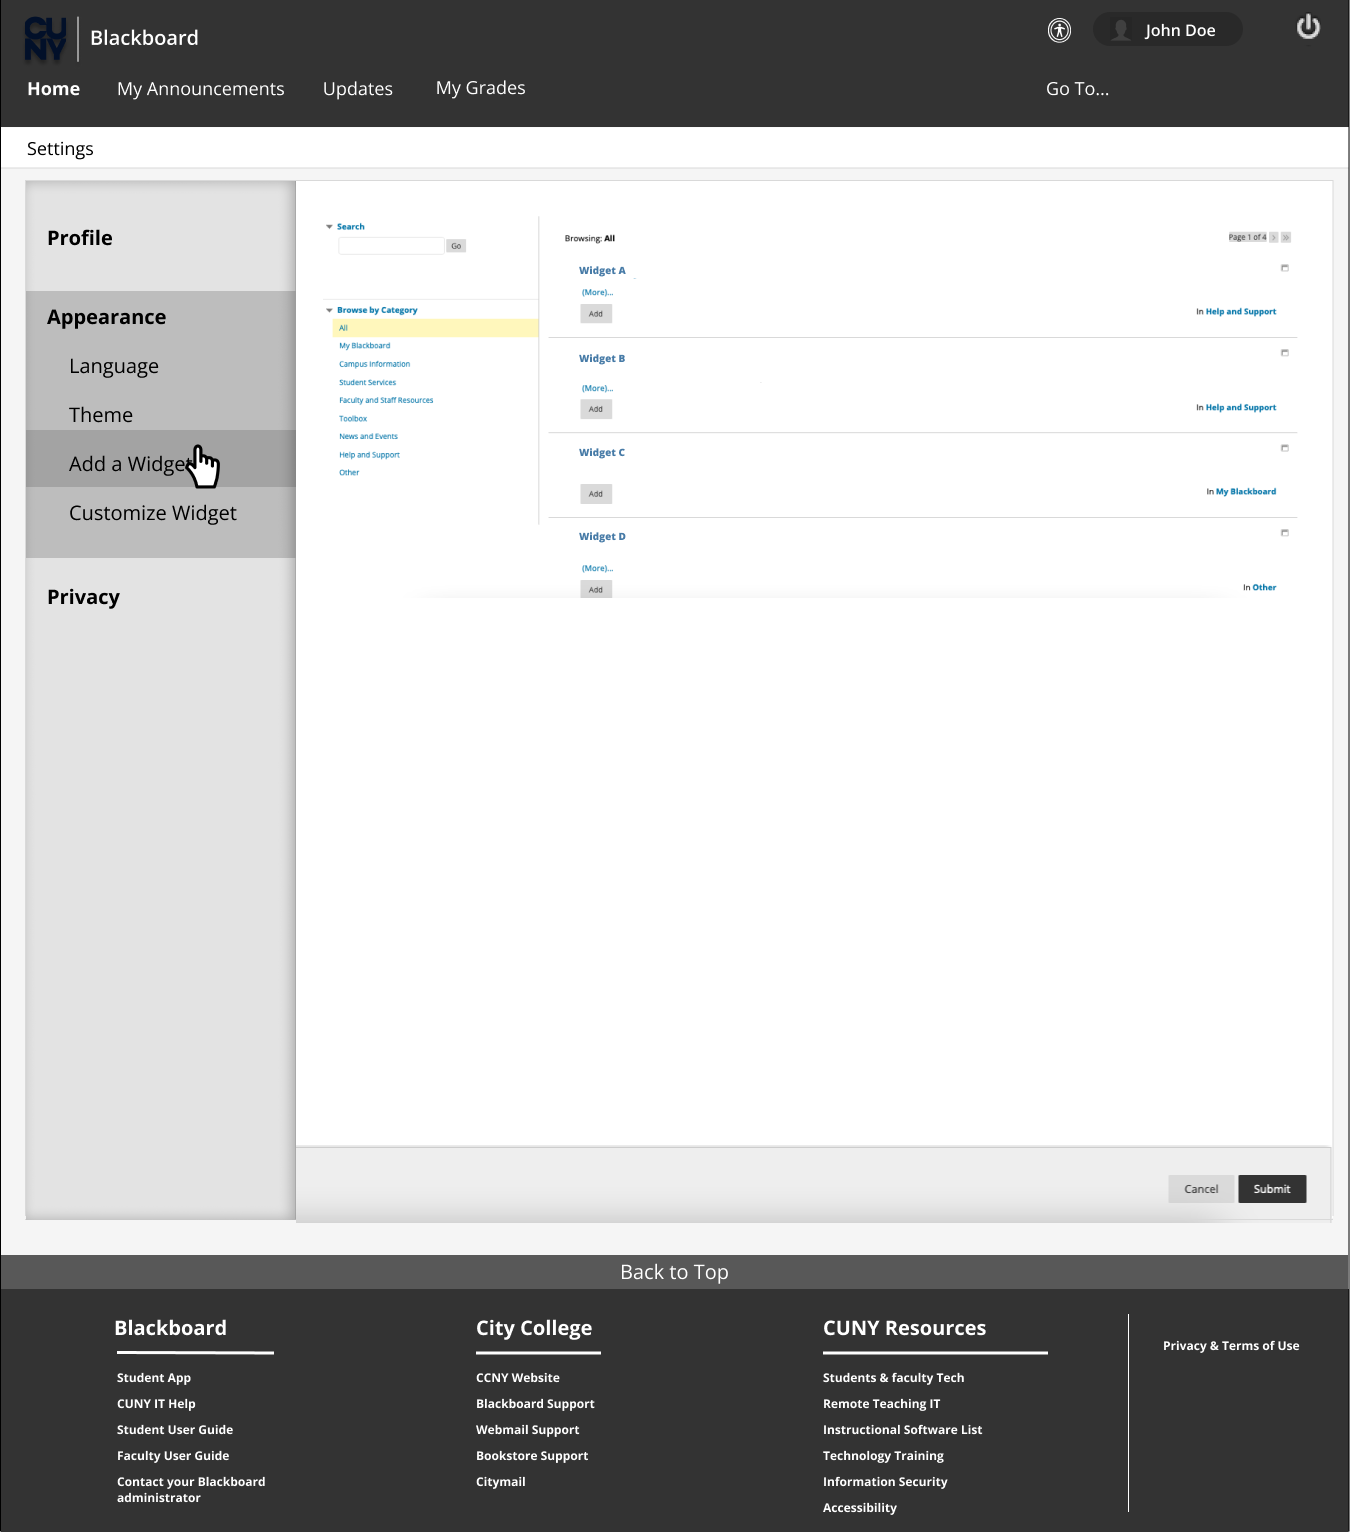 CUNY
Blackboard
John Doe
Home
My Announcements
Updates
My Grades
Go To...
Settings
Profile
Appearance
Language
Theme
Add a Widget
Customize Widget
Privacy
Search
Go
Browse by Category
All
My Blackboard
Campus Information
Student Services
Faculty and Staff Resources
Toolbox
News and Events
Help and Support
Other
Browsing: All
Page 1 of 4 > »
Widget A
(More)...
Add
In Help and Support
Widget B
(More)...
Add
In Help and Support
Widget C
Add
In My Blackboard
Widget D
(More)...
Add
In Other
Cancel
Submit
Back to Top
Blackboard
Student App
CUNY IT Help
Student User Guide
Faculty User Guide
Contact your Blackboard
administrator
City College
CCNY Website
Blackboard Support
Webmail Support
Bookstore Support
Citymail
CUNY Resources
Students & faculty Tech
Remote Teaching IT
Instructional Software List
Technology Training
Information Security
Accessibility
Privacy & Terms of Use